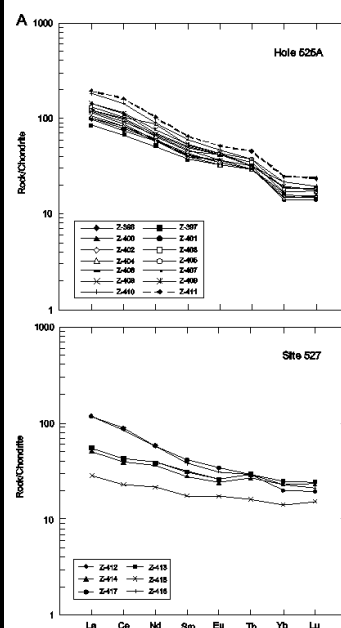 A
1000
Hole 525A
100
Rock/Chondrite
10
Z-396 Z-397
Z-400 Z-401
Z-402 Z-403
Z-404 Z-405
Z-406 Z-407
Z-408 Z-409
Z-410 Z-411
1
1000
Site 527
100
Rock/Chondrite
10
Z-412 Z-413
Z-414 Z-415
Z-417 Z-416
1
La Ce Nd Sm Eu Tb Yb Lu